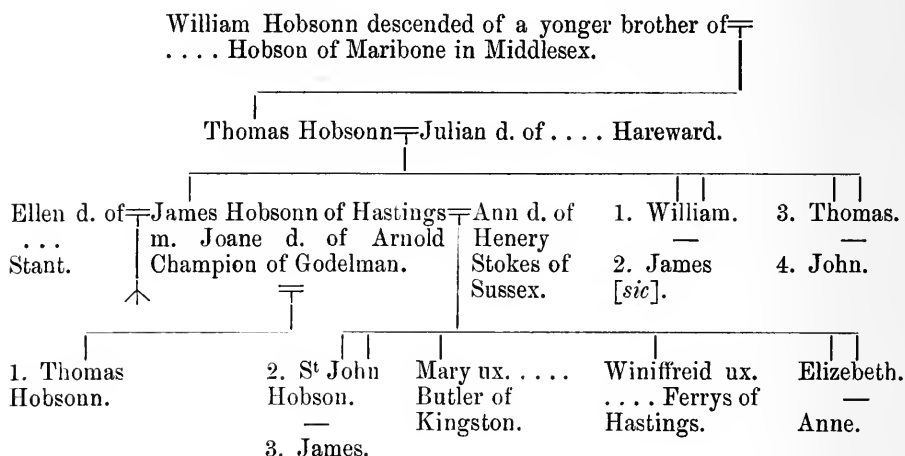 William Hobsonn descended of a yonger brother of
. . . . Hobson of Maribone in Middlesex.
Thomas Hobsonn Julian d. of . . . . Hareward.
Ellen d. of
. . .
Stant.
James Hobsonn of Hastings
m. Joane d. of Arnold
Champion of Godelman.
Ann d. of
Henery
Stokes of
Sussex.
1. William.
—
2. James
[sic].
3. Thomas.
—
4. John.
1. Thomas
Hobsonn.
2. St John
Hobson.
—
3. James.
Mary ux. . . . . .
Butler of
Kingston.
Winiffreid ux.
. . . . Ferrys of
Hastings.
Elizebeth.
—
Anne.